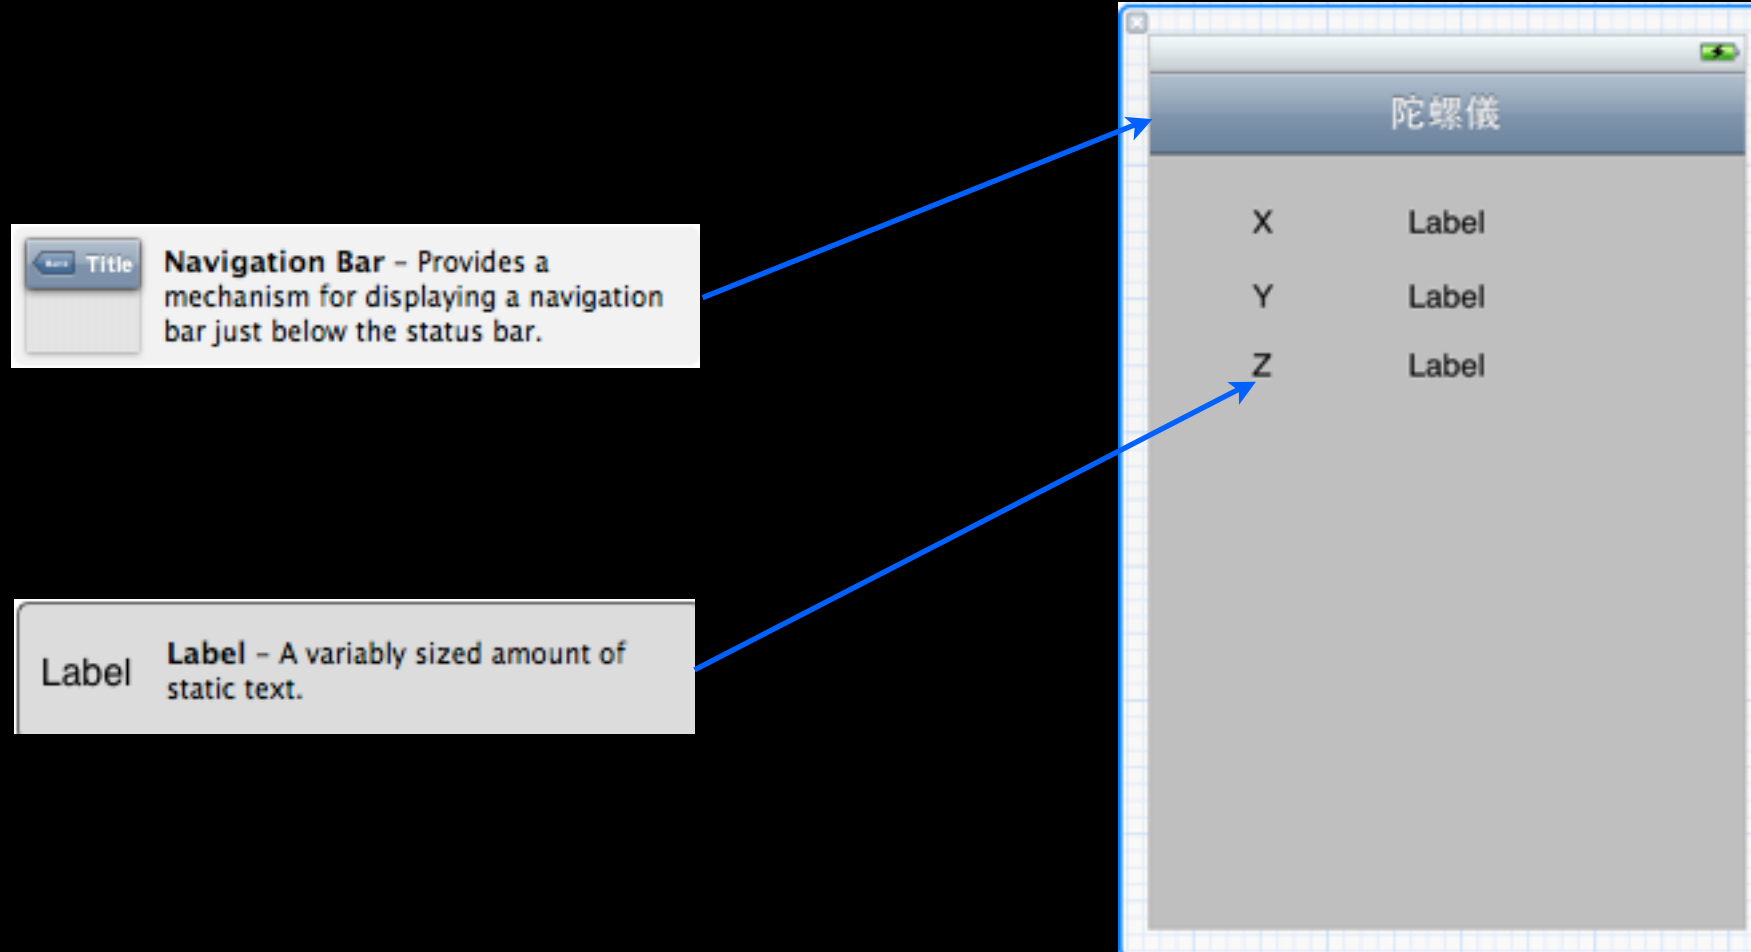 Title
Navigation Bar – Provides a
mechanism for displaying a navigation
bar just below the status bar.
Label
Label – A variably sized amount of
static text.
陀螺儀
X Label
Y Label
Z Label